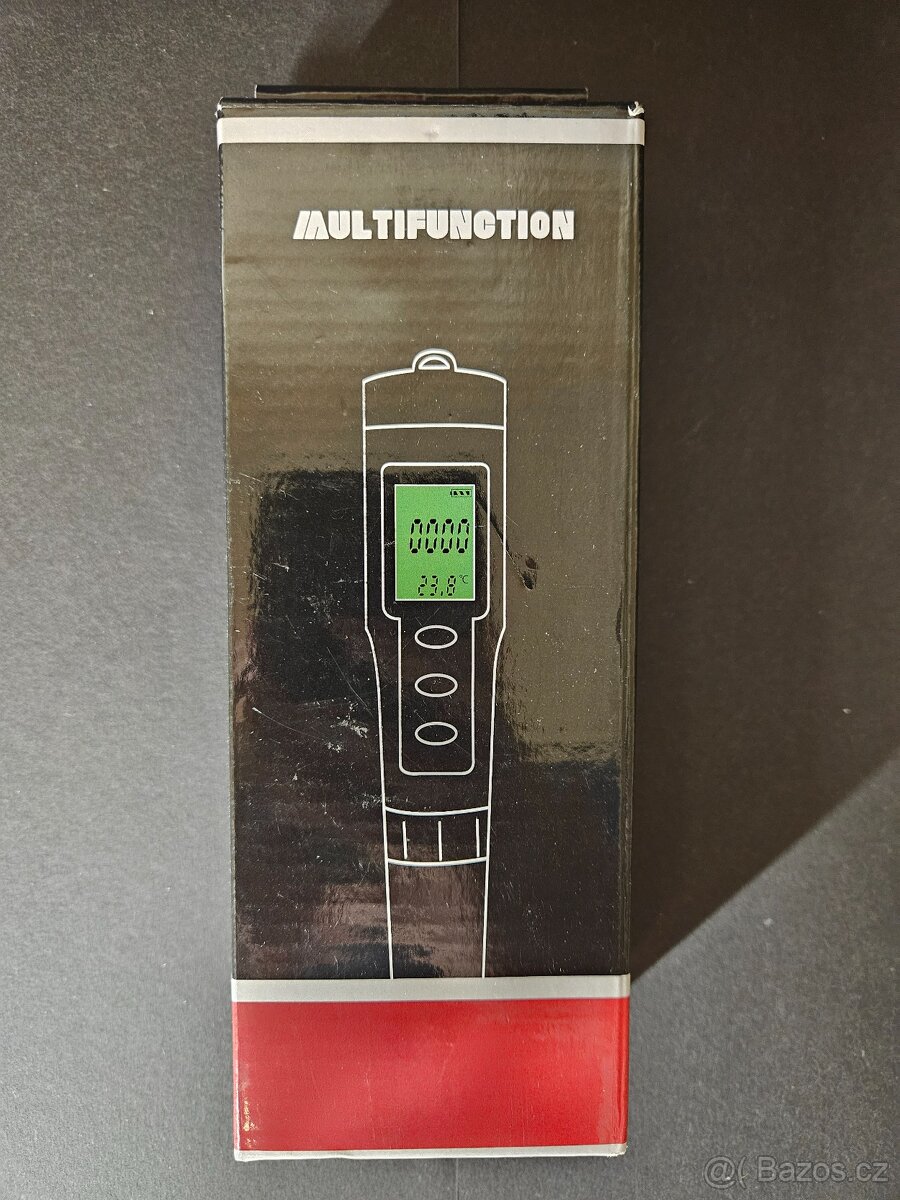 MULTIFUNCTION
0000
23.8 °C
@( Bazos.cz